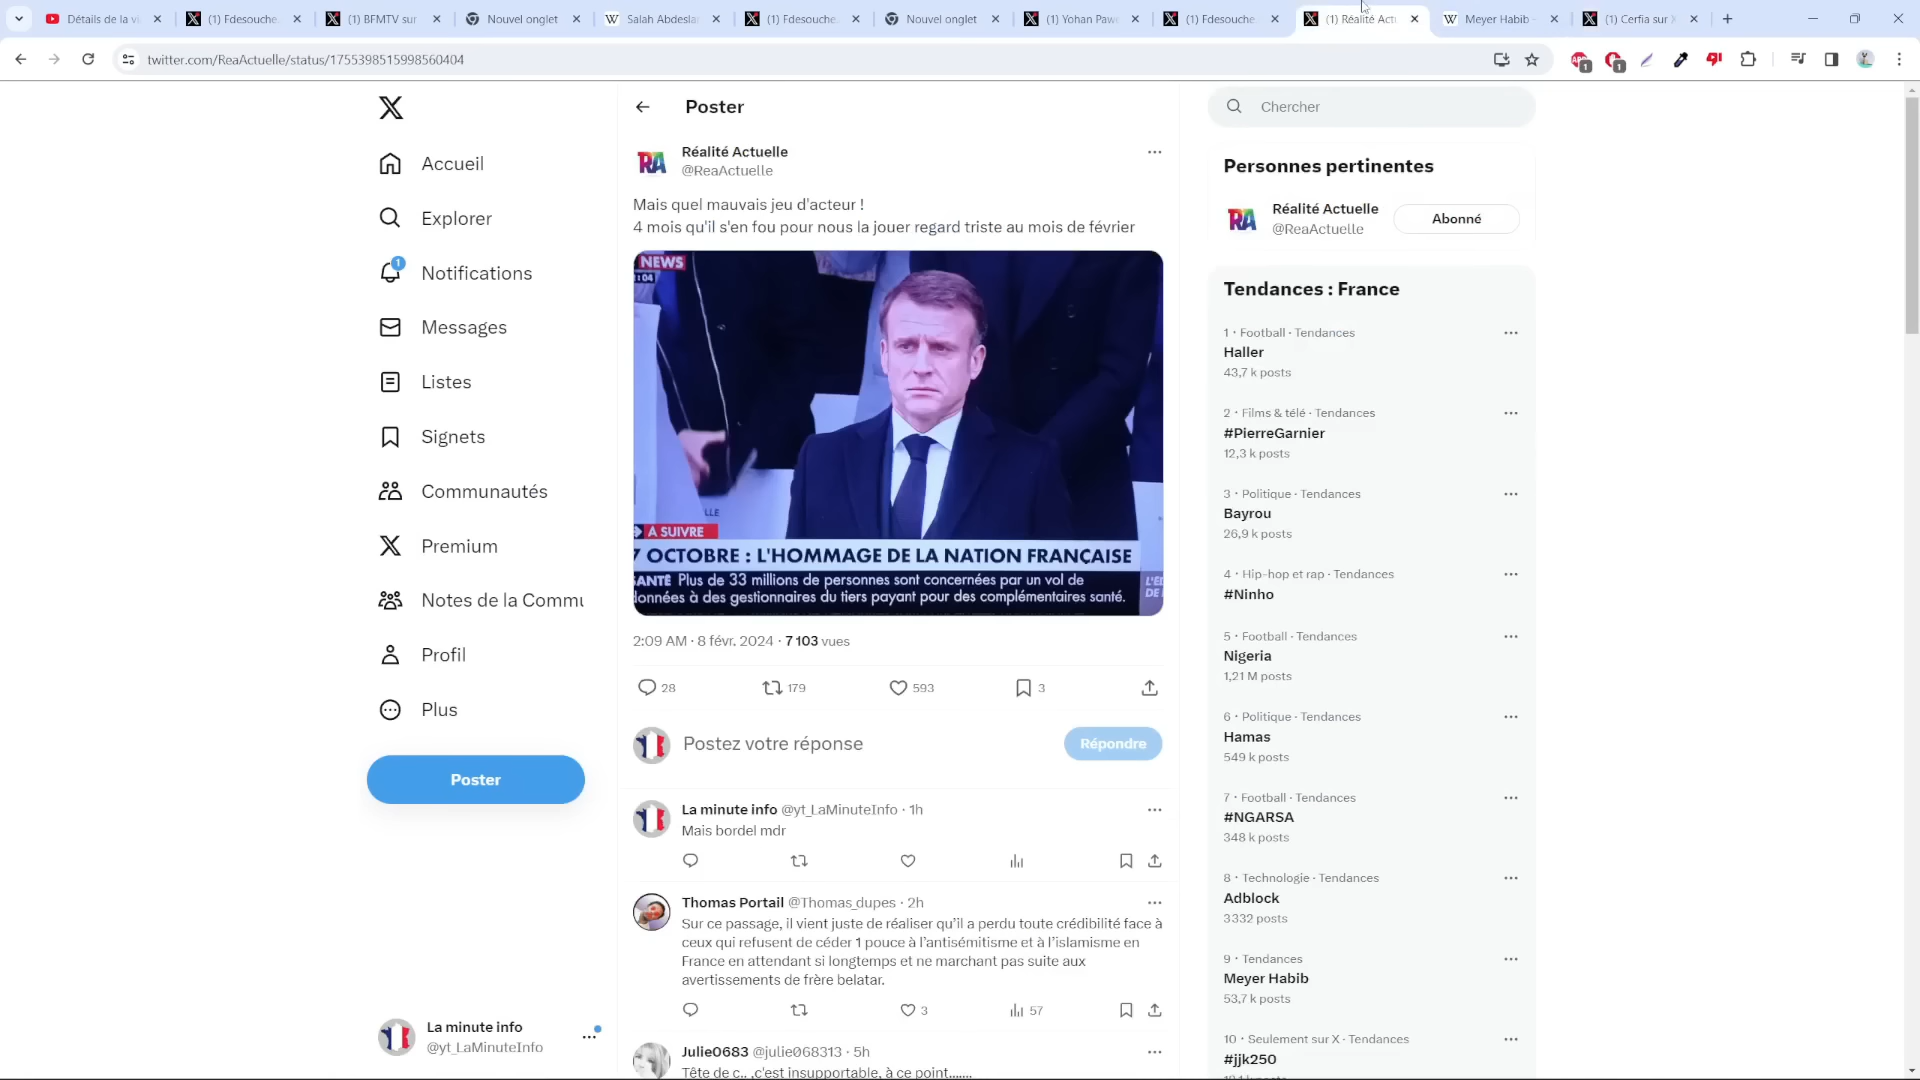 Détails de la vi
(1) Fdesouche.
(1) BFMTV sur
Nouvel onglet
Salah Abdeslar
(1) Fdesouche.
Nouvel onglet
(1) Yohan Paw
(1) Fdesouche
(1) Réalité Act
Meyer Habib
(1) Cerfia sur X
twitter.com/ReaActuelle/status/1755398515998560404
1
1
Accueil
Explorer
1
Notifications
Messages
Listes
Signets
Communautés
Premium
Notes de la Commu
Profil
Plus
Poster
La minute info
@yt_LaMinuteInfo
Poster
RA
Réalité Actuelle
@ReaActuelle
Mais quel mauvais jeu d'acteur !
4 mois qu'il s'en fou pour nous la jouer regard triste au mois de février
NEWS
1:04
LLE
À SUIVRE
7 OCTOBRE : L'HOMMAGE DE LA NATION FRANÇAISE
SANTÉ Plus de 33 millions de personnes sont concernées par un vol de
données à des gestionnaires du tiers payant pour des complémentaires santé.
2:09 AM · 8 févr. 2024 · 7 103 vues
28
179
593
3
Postez votre réponse
Répondre
La minute info @yt_LaMinuteInfo · 1h
Mais bordel mdr
Thomas Portail @Thomas_dupes · 2h
Sur ce passage, il vient juste de réaliser qu'il a perdu toute crédibilité face à
ceux qui refusent de céder 1 pouce à l'antisémitisme et à l'islamisme en
France en attendant si longtemps et ne marchant pas suite aux
avertissements de frère belatar.
3
57
Julie0683 @julie068313 · 5h
Tête de c.. ,c'est insupportable, à ce point.......
Chercher
Personnes pertinentes
RA
Réalité Actuelle
@ReaActuelle
Abonné
Tendances : France
1 · Football · Tendances
Haller
43,7 k posts
2 · Films & télé · Tendances
#PierreGarnier
12,3 k posts
3 · Politique · Tendances
Bayrou
26,9 k posts
4 · Hip-hop et rap · Tendances
#Ninho
5 · Football · Tendances
Nigeria
1,21 M posts
6 · Politique · Tendances
Hamas
549 k posts
7 · Football · Tendances
#NGARSA
348 k posts
8 · Technologie · Tendances
Adblock
3 332 posts
9 · Tendances
Meyer Habib
53,7 k posts
10 · Seulement sur X · Tendances
#jjk250